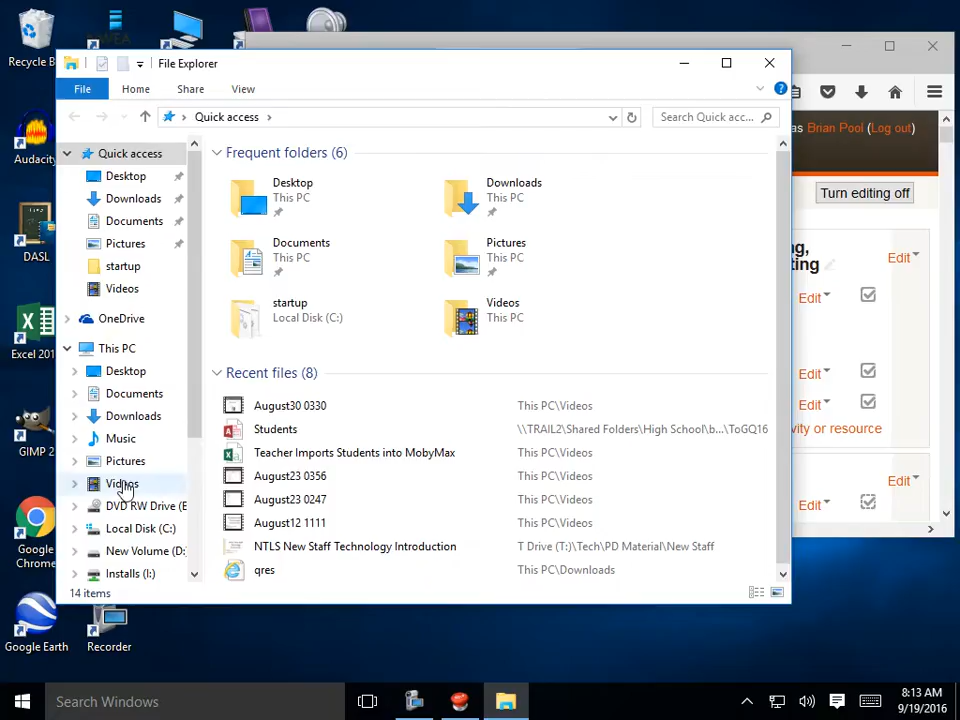 Recycle B
Audacity
DASL
Excel 201
GIMP 2
Google
Chrome
Google Earth
Recorder
File Explorer
File
Home
Share
View
Quick access
Search Quick acc...
Quick access
Desktop
Downloads
Documents
Pictures
startup
Videos
OneDrive
This PC
Desktop
Documents
Downloads
Music
Pictures
Videos
DVD RW Drive (E
Local Disk (C:)
New Volume (D:
Installs (I:)
14 items
Frequent folders (6)
Desktop
This PC
Downloads
This PC
Documents
This PC
Pictures
This PC
startup
Local Disk (C:)
Videos
This PC
Recent files (8)
August30 0330 This PC\Videos
Students \\TRAIL2\Shared Folders\High School\b...\ToGQ16
Teacher Imports Students into MobyMax This PC\Videos
August23 0356 This PC\Videos
August23 0247 This PC\Videos
August12 1111 This PC\Videos
NTLS New Staff Technology Introduction T Drive (T:)\Tech\PD Material\New Staff
qres This PC\Downloads
as Brian Pool (Log out)
Turn editing off
ng,
ting
Edit
Edit
Edit
Edit
vity or resource
Edit
Edit
Search Windows
8:13 AM
9/19/2016